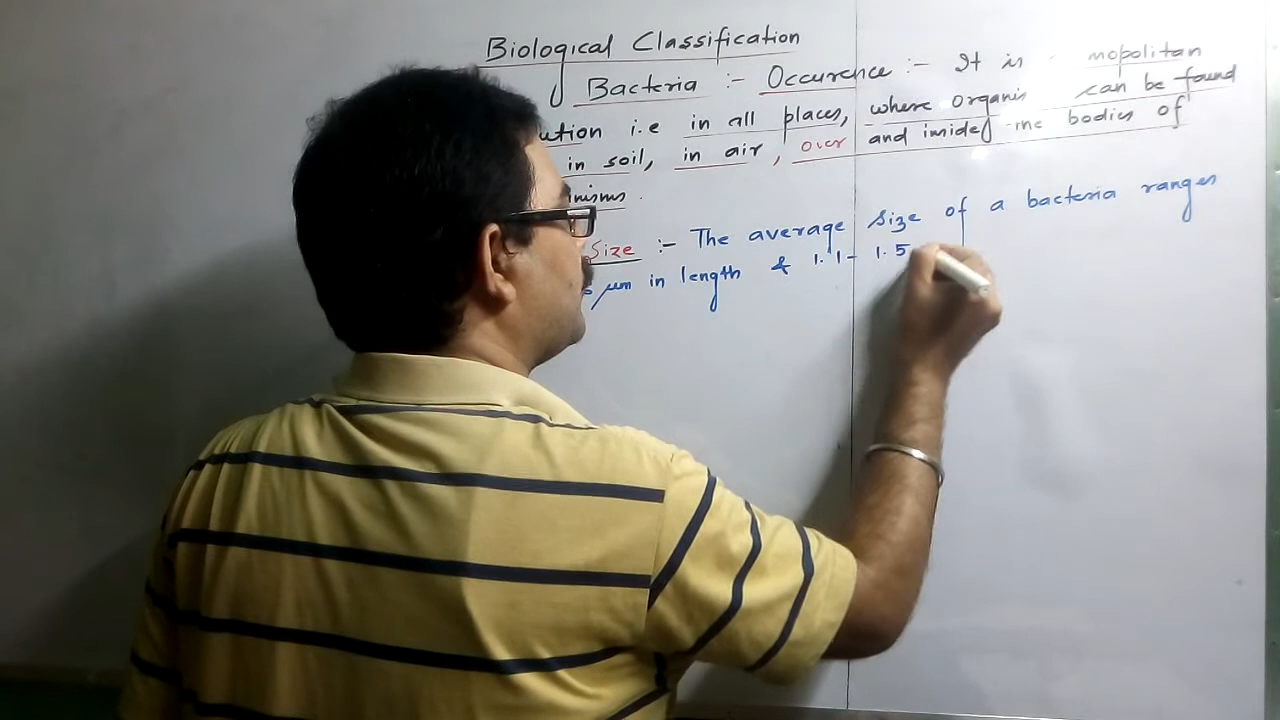 Biological Classification
Bacteria :- Occurence :- It is mopolitan
ution i.e in all places, where organis can be found
in soil, in air, over and inside the bodies of
nisms.
Size :- The average size of a bacteria ranges
μm in length & 1.1 - 1.5